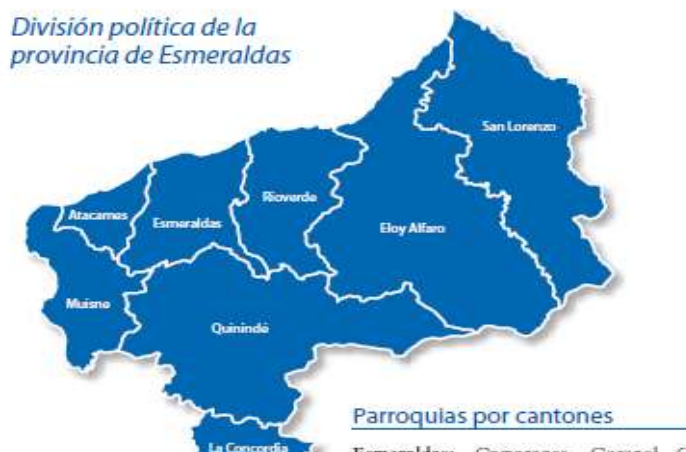 División política de la
provincia de Esmeraldas
San Lorenzo
Rioverde
Atacames
Esmeraldas
Eloy Alfaro
Muisne
Quinindé
Parroquias por cantones
La Concordia